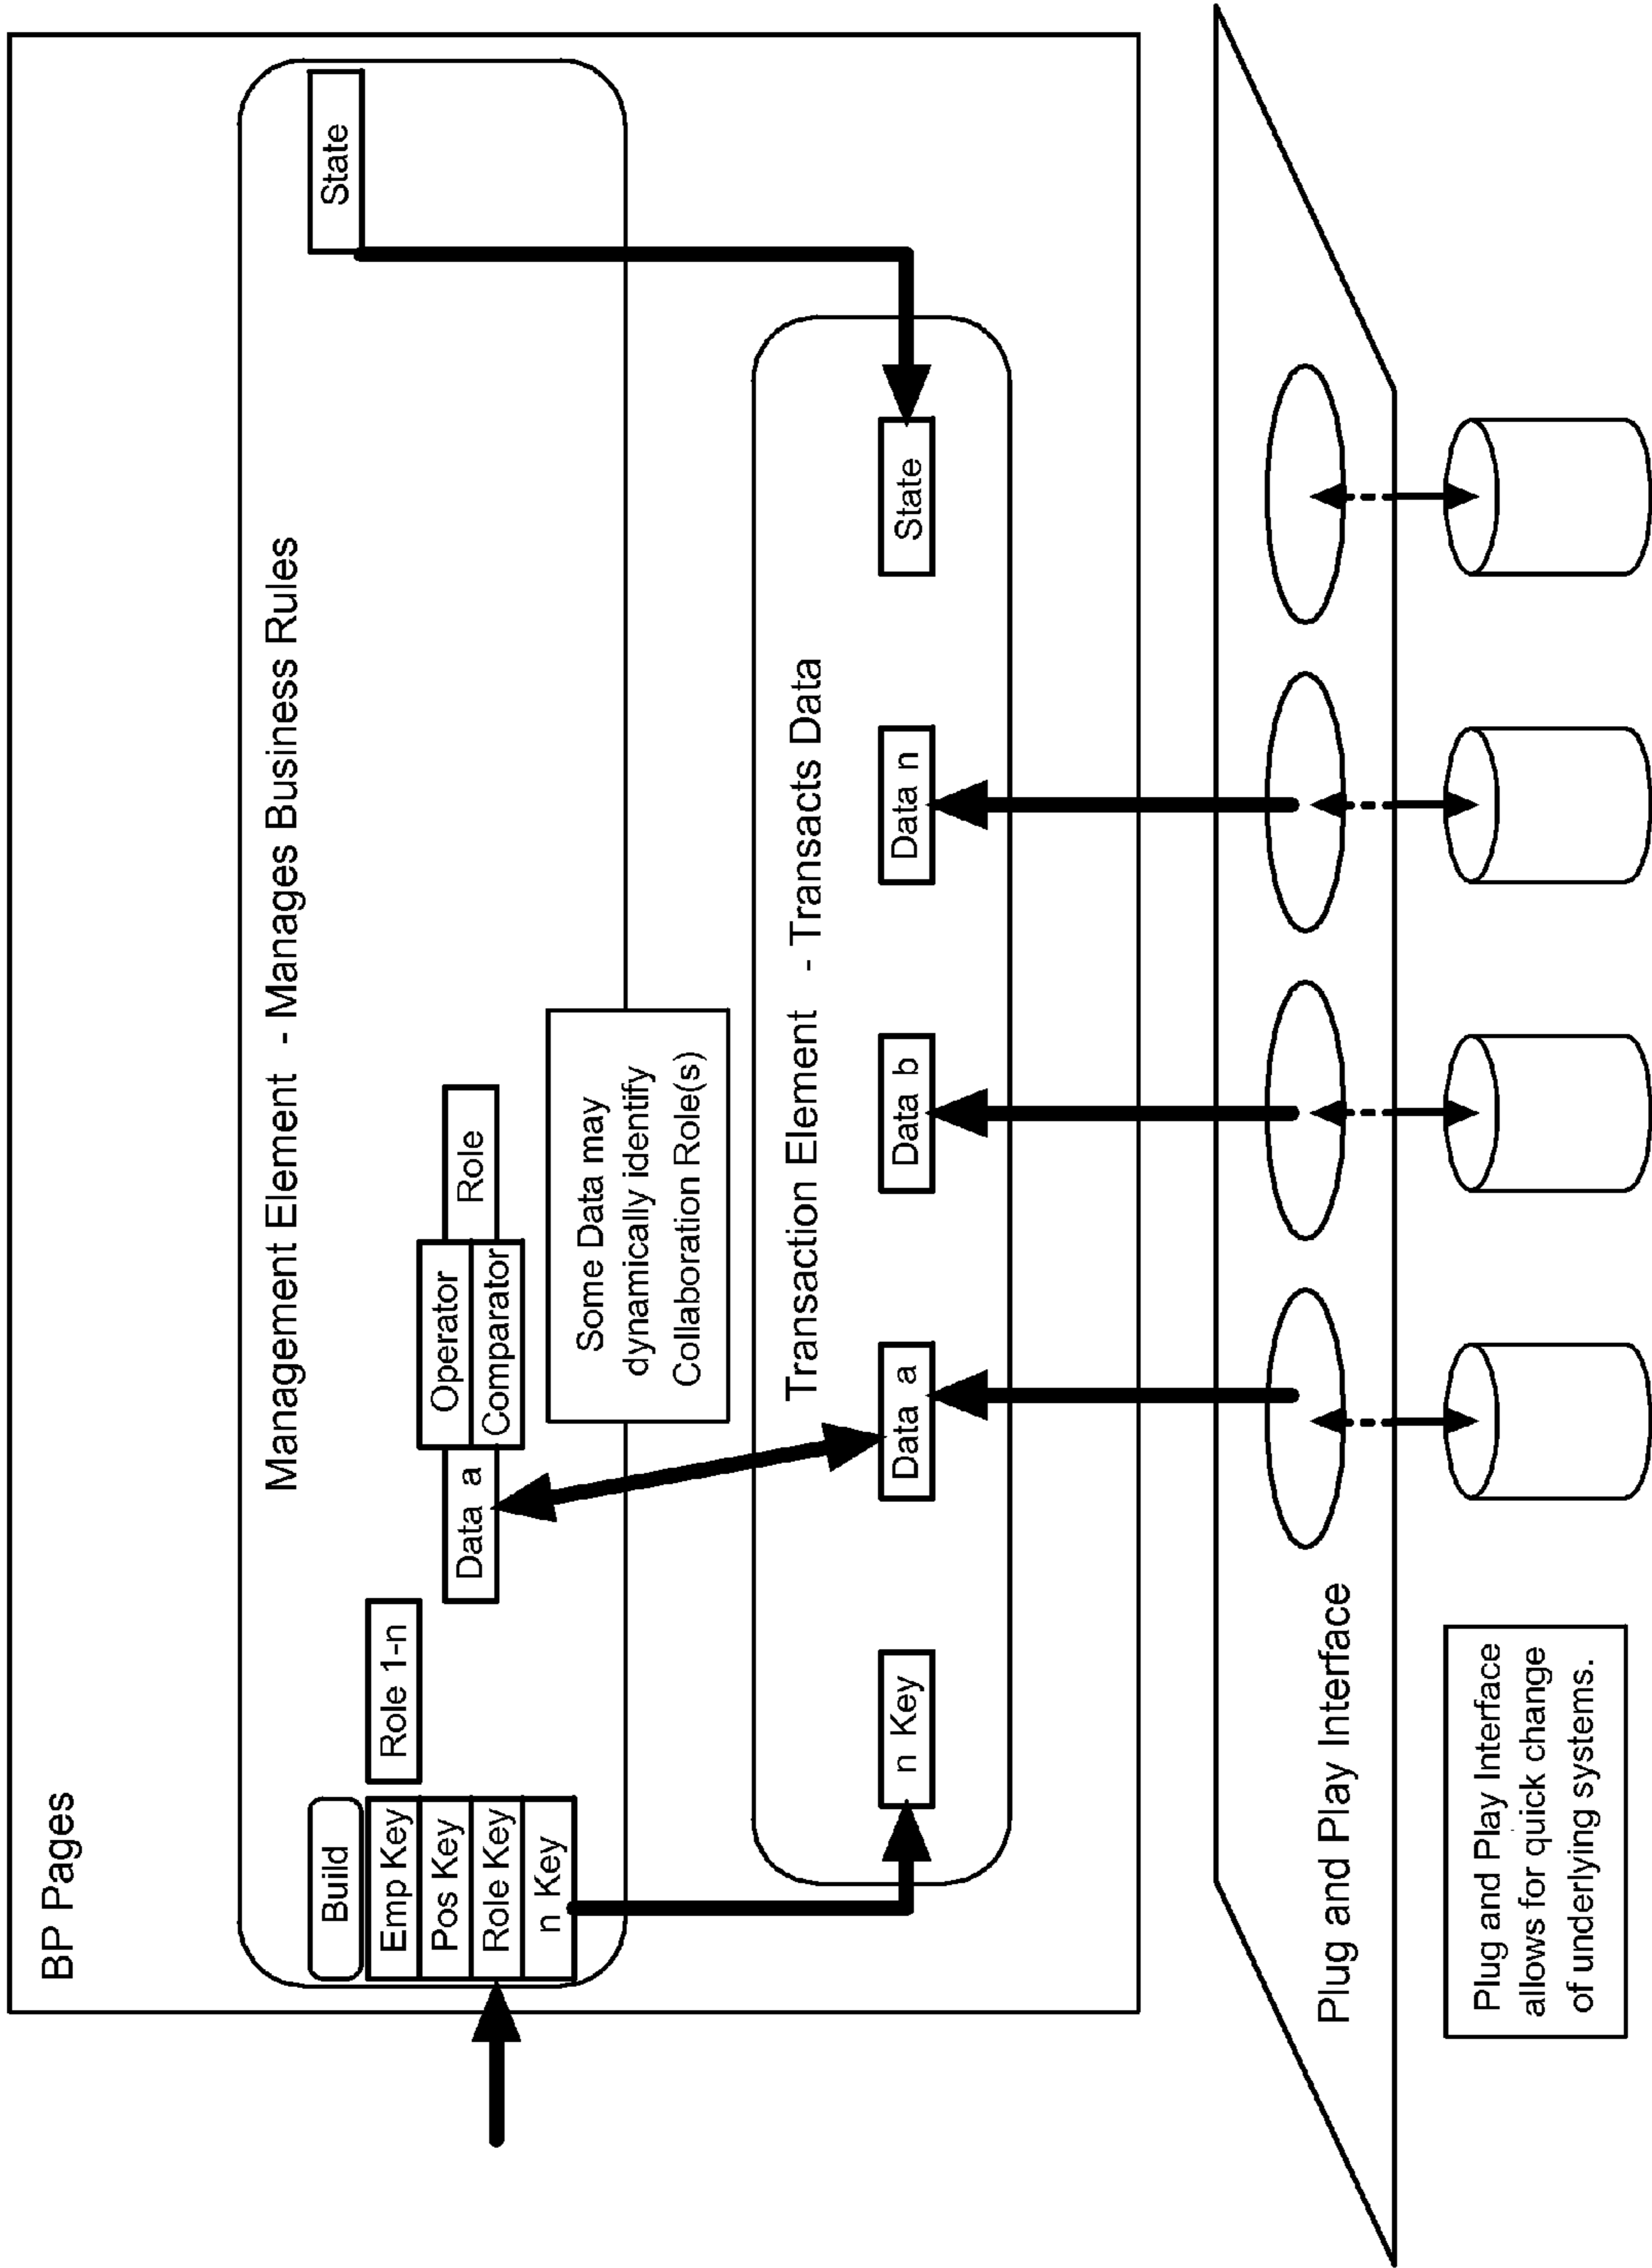 BP Pages
Management Element - Manages Business Rules
Build
State
Emp Key
Role 1-n
Pos Key
Role Key
n Key
Data a
Operator
Comparator
Role
Some Data may
dynamically identify
Collaboration Role(s)
Transaction Element - Transacts Data
n Key
Data a
Data b
Data n
State
Plug and Play Interface
Plug and Play Interface
allows for quick change
of underlying systems.